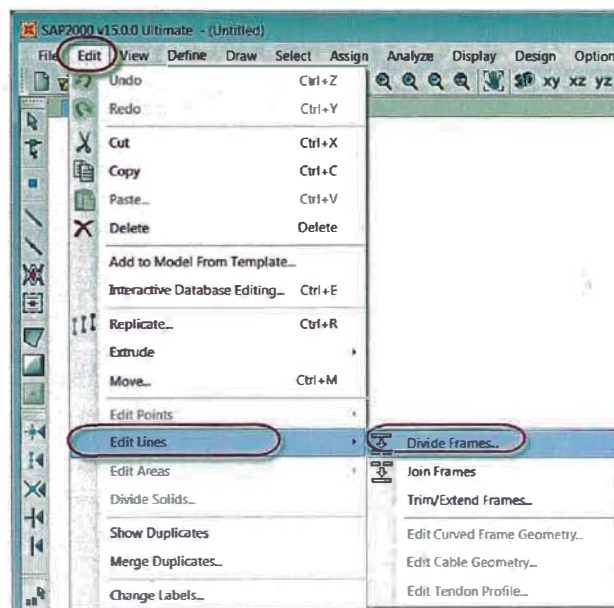 SAP2000 v15.0.0 Ultimate - (Untitled)
File Edit View Define Draw Select Assign Analyze Display Design Option
xy xz yz
Undo Ctrl+Z
Redo Ctrl+Y
Cut Ctrl+X
Copy Ctrl+C
Paste... Ctrl+V
Delete Delete
Add to Model From Template...
Interactive Database Editing... Ctrl+E
Replicate... Ctrl+R
Extrude
Move... Ctrl+M
Edit Points
Edit Lines
Divide Frames...
Edit Areas
Join Frames
Divide Solids...
Trim/Extend Frames...
Show Duplicates
Edit Curved Frame Geometry...
Merge Duplicates...
Edit Cable Geometry...
Change Labels...
Edit Tendon Profile...